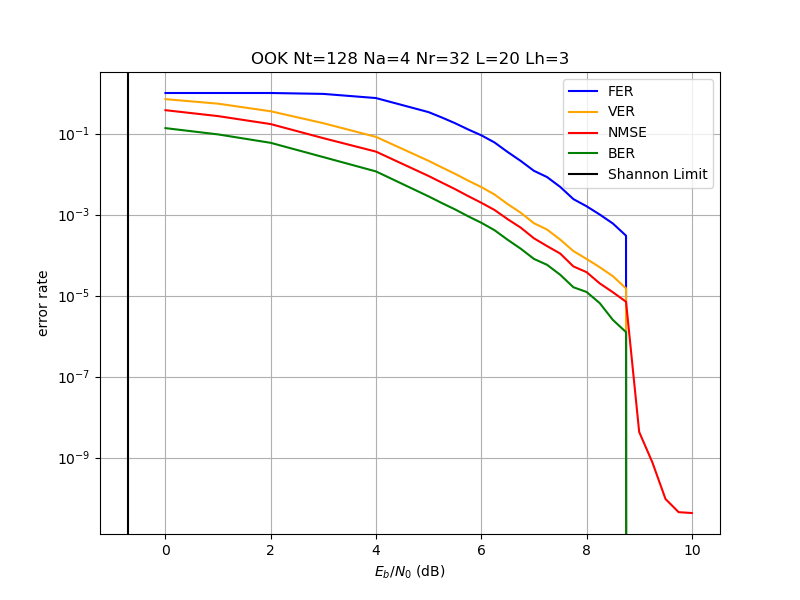 OOK Nt=128 Na=4 Nr=32 L=20 Lh=3
FER
VER
NMSE
BER
Shannon Limit
error rate
10⁻¹
10⁻³
10⁻⁵
10⁻⁷
10⁻⁹
0 2 4 6 8 10
E_b/N_0 (dB)